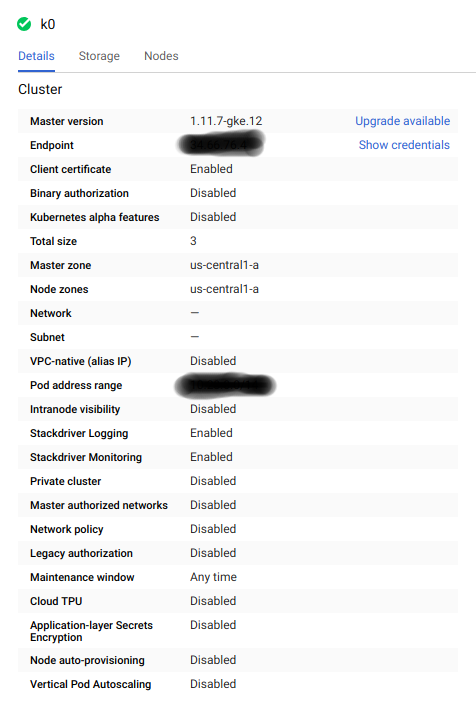 k0
Details Storage Nodes
Cluster
Master version 1.11.7-gke.12 Upgrade available
Endpoint Show credentials
Client certificate Enabled
Binary authorization Disabled
Kubernetes alpha features Disabled
Total size 3
Master zone us-central1-a
Node zones us-central1-a
Network —
Subnet —
VPC-native (alias IP) Disabled
Pod address range
Intranode visibility Disabled
Stackdriver Logging Enabled
Stackdriver Monitoring Enabled
Private cluster Disabled
Master authorized networks Disabled
Network policy Disabled
Legacy authorization Disabled
Maintenance window Any time
Cloud TPU Disabled
Application-layer Secrets Disabled
Encryption
Node auto-provisioning Disabled
Vertical Pod Autoscaling Disabled